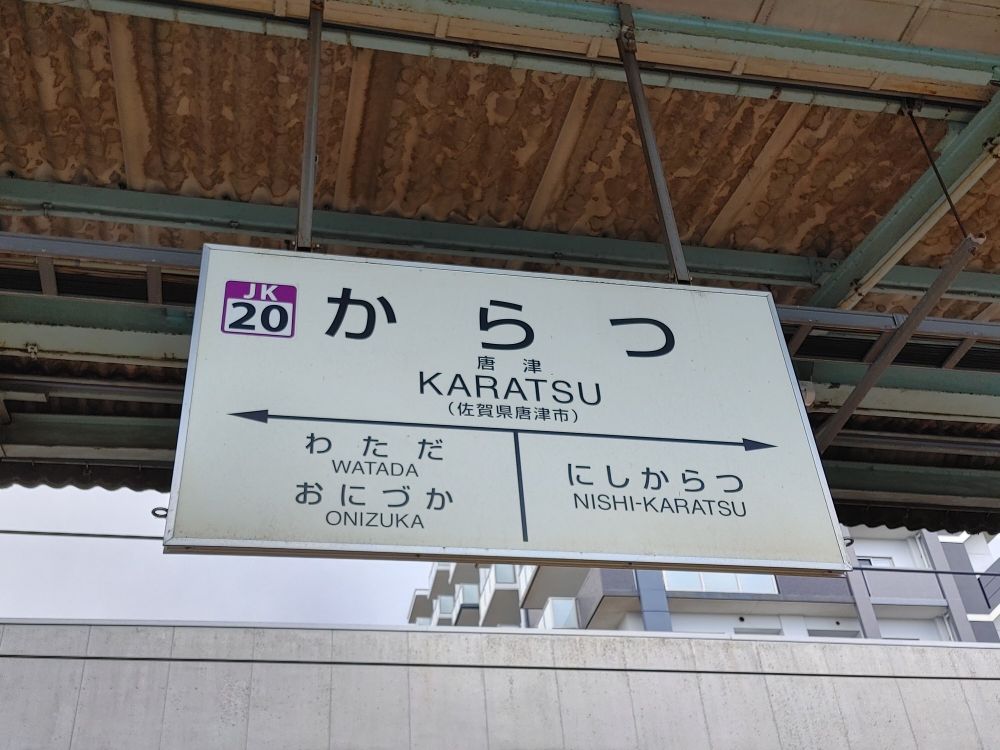 JK
20
からつ
唐津
KARATSU
(佐賀県唐津市)
わただ
WATADA
おにづか
ONIZUKA
にしからつ
NISHI-KARATSU